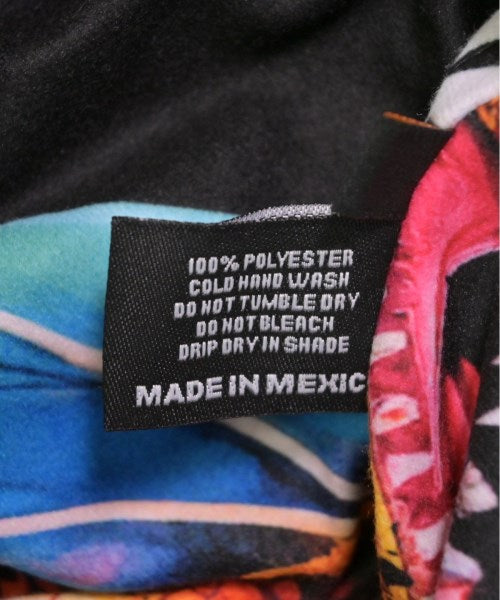 100% POLYESTER
COLD HAND WASH
DO NOT TUMBLE DRY
DO NOT BLEACH
DRIP DRY IN SHADE
MADE IN MEXIC